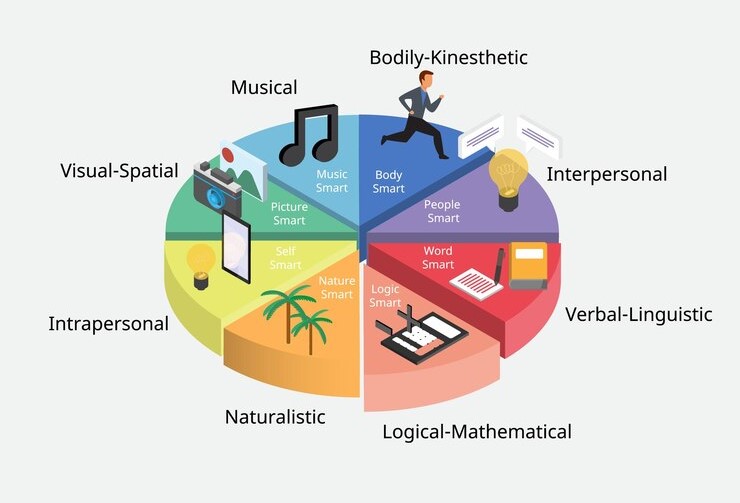 Bodily-Kinesthetic
Musical
Visual-Spatial
Interpersonal
Music
Smart
Body
Smart
Picture
Smart
People
Smart
Self
Smart
Word
Smart
Nature
Smart
Logic
Smart
Intrapersonal
Verbal-Linguistic
Naturalistic
Logical-Mathematical